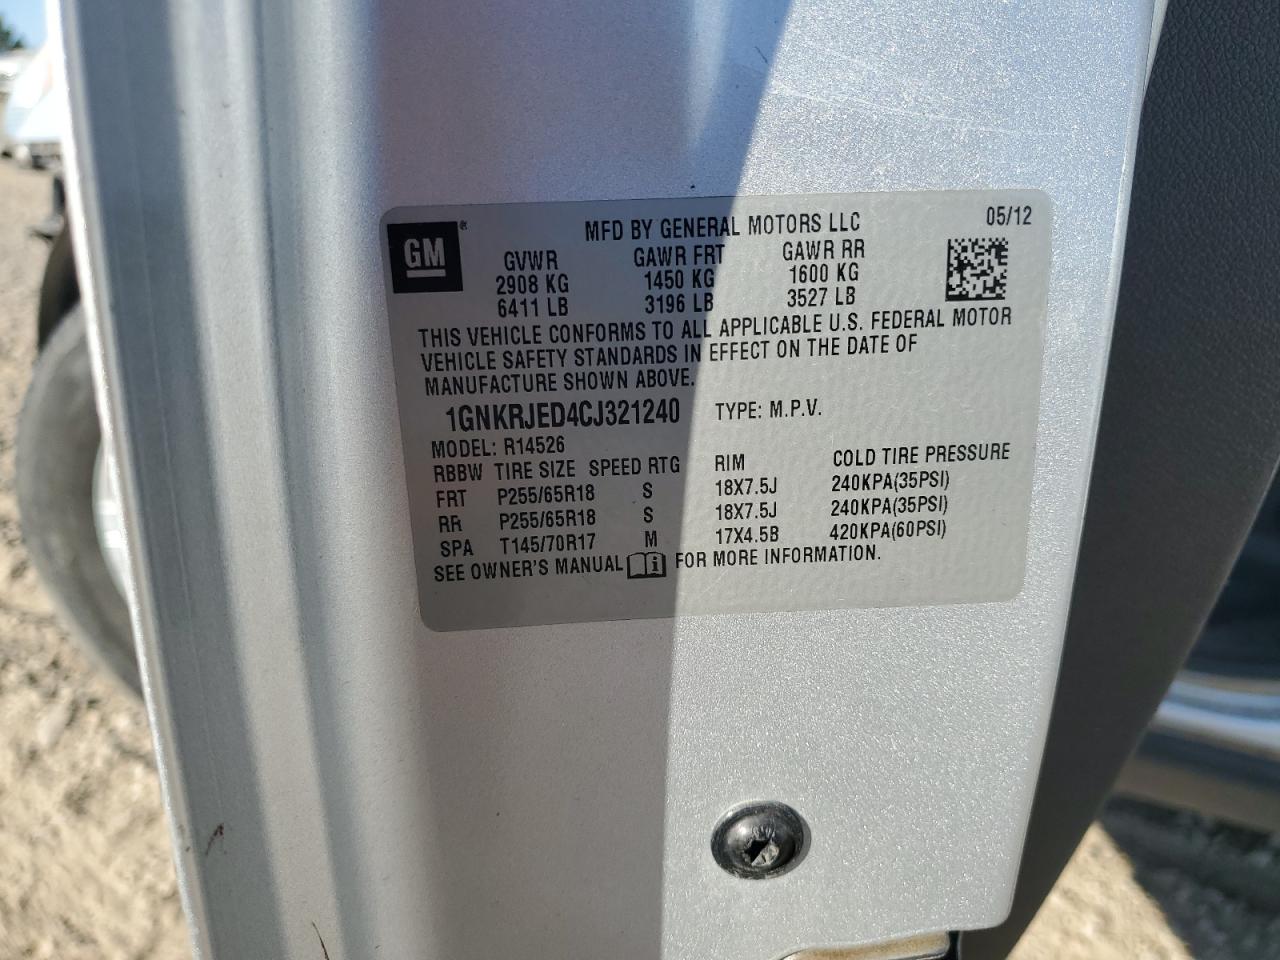 GM®
MFD BY GENERAL MOTORS LLC 05/12
GVWR GAWR FRT GAWR RR
2908 KG 1450 KG 1600 KG
6411 LB 3196 LB 3527 LB
THIS VEHICLE CONFORMS TO ALL APPLICABLE U.S. FEDERAL MOTOR
VEHICLE SAFETY STANDARDS IN EFFECT ON THE DATE OF
MANUFACTURE SHOWN ABOVE.
1GNKRJED4CJ321240 TYPE: M.P.V.
MODEL: R14526
RBBW TIRE SIZE SPEED RTG RIM COLD TIRE PRESSURE
FRT P255/65R18 S 18X7.5J 240KPA(35PSI)
RR P255/65R18 S 18X7.5J 240KPA(35PSI)
SPA T145/70R17 M 17X4.5B 420KPA(60PSI)
SEE OWNER'S MANUAL i FOR MORE INFORMATION.